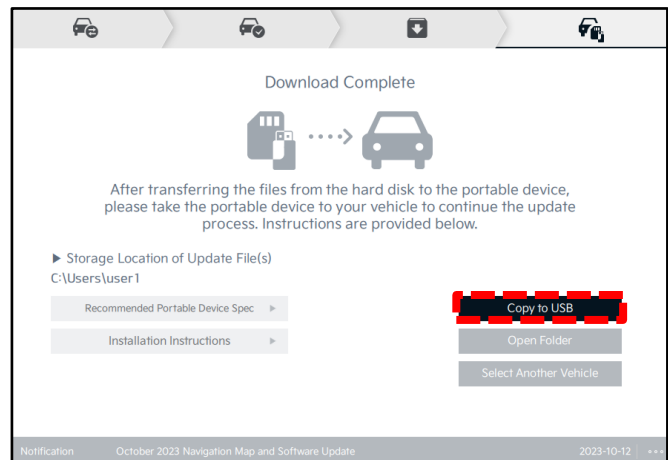 Download Complete
After transferring the files from the hard disk to the portable device,
please take the portable device to your vehicle to continue the update
process. Instructions are provided below.
▶ Storage Location of Update File(s)
C:\Users\user1
Recommended Portable Device Spec ▶
Copy to USB
Installation Instructions ▶
Open Folder
Select Another Vehicle
Notification October 2023 Navigation Map and Software Update 2023-10-12